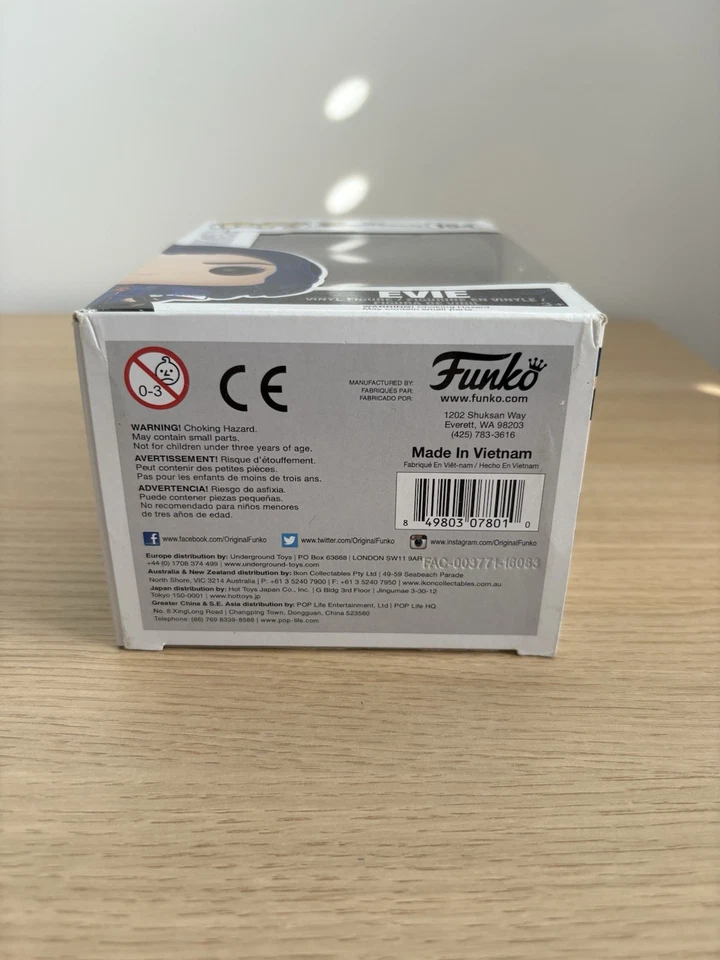 EVIE
VINYL FIGURE / FIGURINE EN VINYLE /
0-3
CE
WARNING! Choking Hazard.
May contain small parts.
Not for children under three years of age.
AVERTISSEMENT! Risque d'étouffement.
Peut contenir des petites pièces.
Pas pour les enfants de moins de trois ans.
ADVERTENCIA! Riesgo de asfixia.
Puede contener piezas pequeñas.
No recomendado para niños menores
de tres años de edad.
MANUFACTURED BY:
FABRIQUÉS PAR:
FABRICADO POR:
Funko
www.funko.com
1202 Shuksan Way
Everett, WA 98203
(425) 783-3616
Made In Vietnam
Fabriqué En Viêt-nam / Hecho En Vietnam
8 49803 07801 0
www.facebook.com/OriginalFunko
www.twitter.com/OriginalFunko
www.instagram.com/OriginalFunko
FAC-003771-16083
Europe distribution by: Underground Toys | PO Box 63668 | LONDON SW11 9AR
+44 (0) 1708 374 499 | www.underground-toys.com
Australia & New Zealand distribution by: Ikon Collectables Pty Ltd | 49-59 Seabeach Parade
North Shore, VIC 3214 Australia | P: +61 3 5240 7900 | F: +61 3 5240 7950 | www.ikoncollectables.com.au
Japan distribution by: Hot Toys Japan Co., Inc. | G Bldg 3rd Floor | Jingumae 3-30-12
Tokyo 150-0001 | www.hottoys.jp
Greater China & S.E. Asia distribution by: POP Life Entertainment, Ltd | POP Life HQ
No. 8 XingLong Road | Changping Town, Dongguan, China 523560
Telephone: (86) 769 8339-8588 | www.pop-life.com